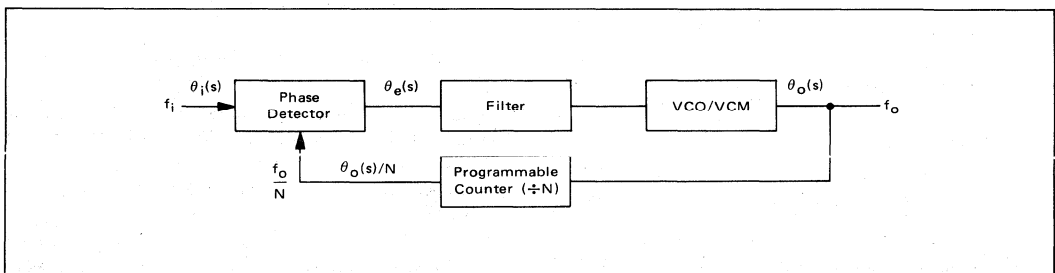 θi(s)
fi
Phase
Detector
θe(s)
Filter
VCO/VCM
θo(s)
fo
fo
N
θo(s)/N
Programmable
Counter (÷N)